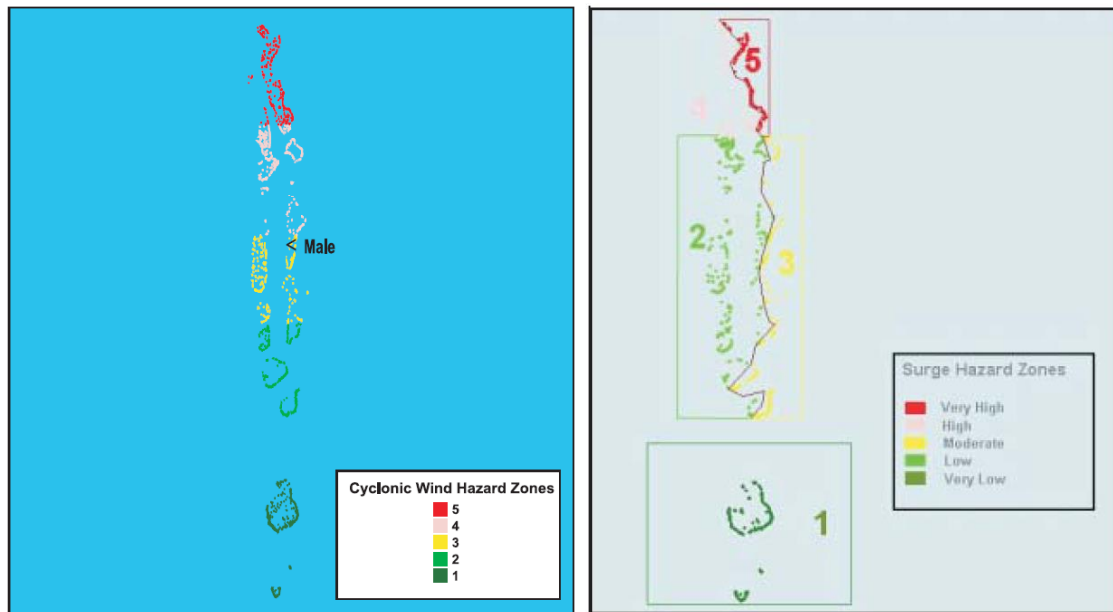 < Male
Cyclonic Wind Hazard Zones
5
4
3
2
1
5
4
2
3
1
Surge Hazard Zones
Very High
High
Moderate
Low
Very Low